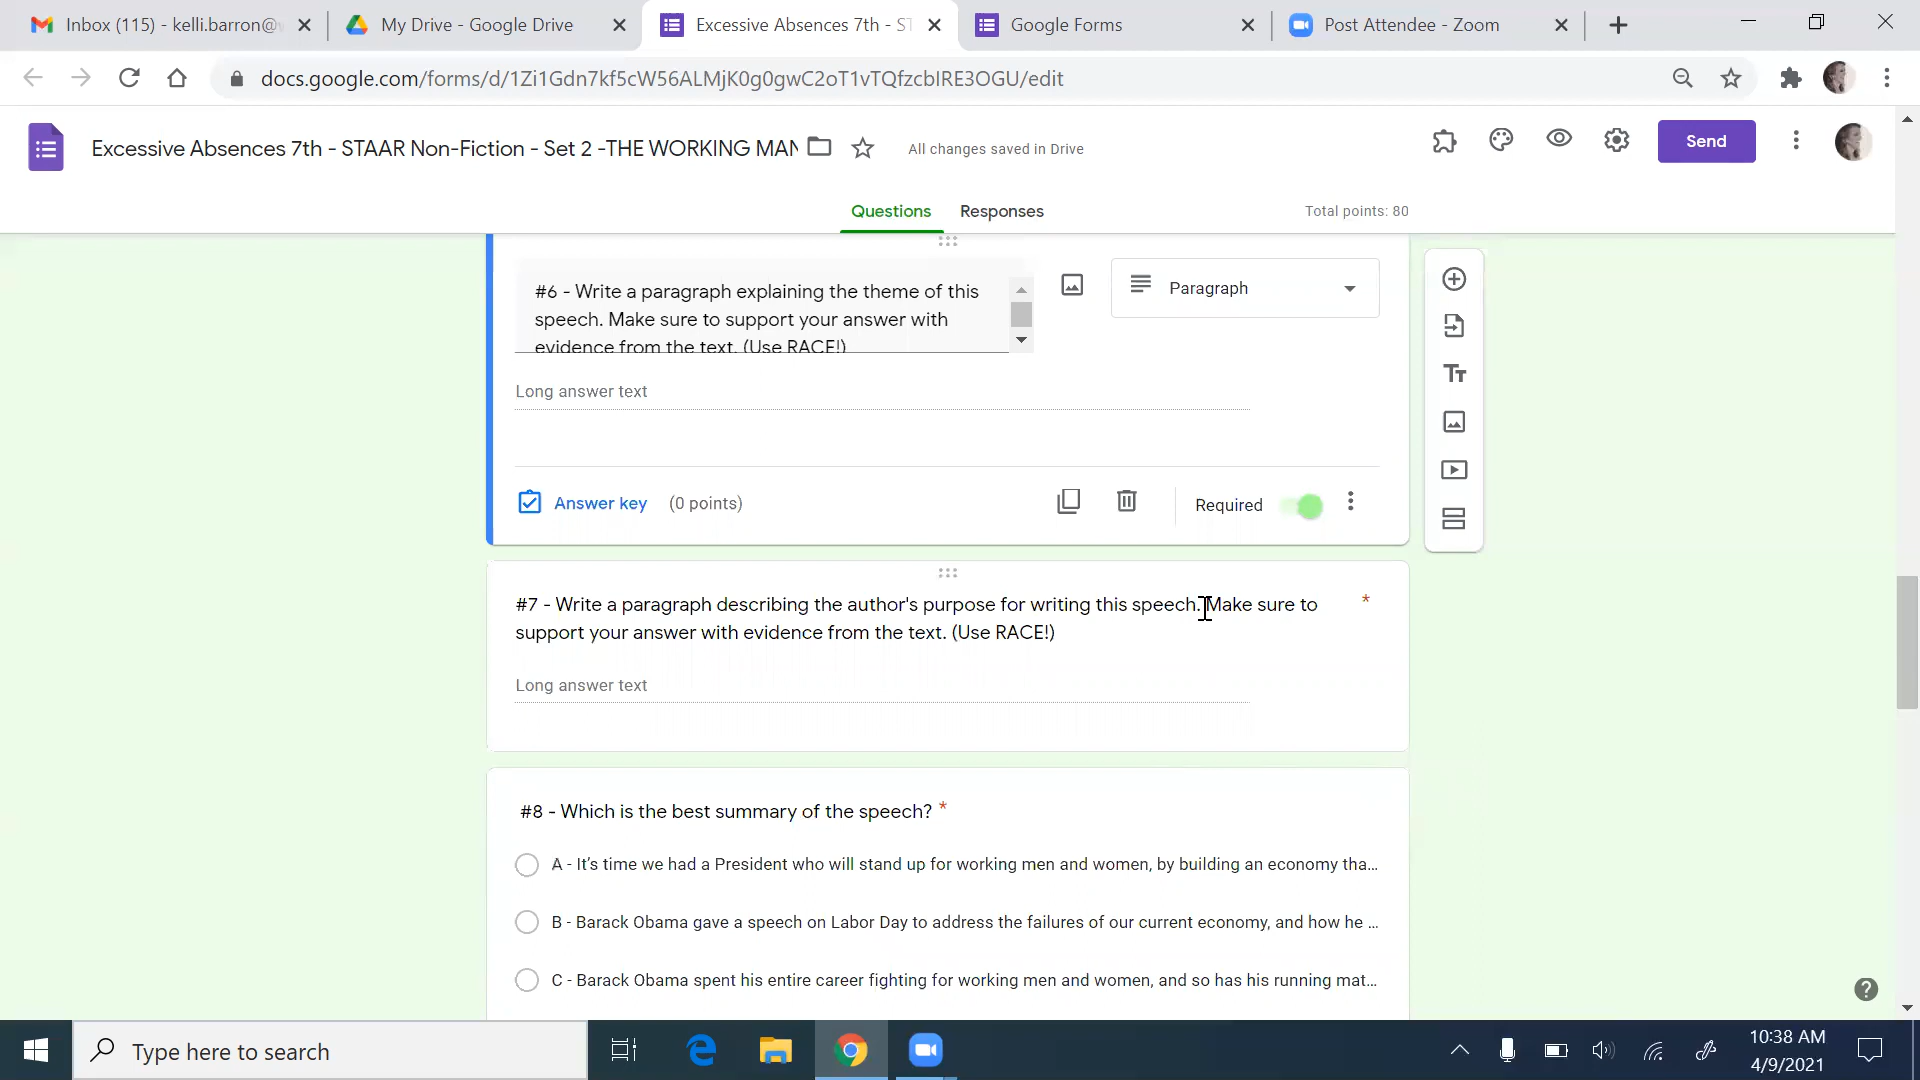 Inbox (115) - kelli.barron@
My Drive - Google Drive
Excessive Absences 7th - ST
Google Forms
Post Attendee - Zoom
docs.google.com/forms/d/1Zi1Gdn7kf5cW56ALMjK0g0gwC2oT1vTQfzcbIRE3OGU/edit
Excessive Absences 7th - STAAR Non-Fiction - Set 2 -THE WORKING MAN
All changes saved in Drive
Send
Questions
Responses
Total points: 80
#6 - Write a paragraph explaining the theme of this
speech. Make sure to support your answer with
evidence from the text. (Use RACE!)
Paragraph
Long answer text
Answer key
(0 points)
Required
#7 - Write a paragraph describing the author's purpose for writing this speech. Make sure to *
support your answer with evidence from the text. (Use RACE!)
Long answer text
#8 - Which is the best summary of the speech? *
A - It's time we had a President who will stand up for working men and women, by building an economy tha...
B - Barack Obama gave a speech on Labor Day to address the failures of our current economy, and how he ...
C - Barack Obama spent his entire career fighting for working men and women, and so has his running mat...
Type here to search
10:38 AM
4/9/2021